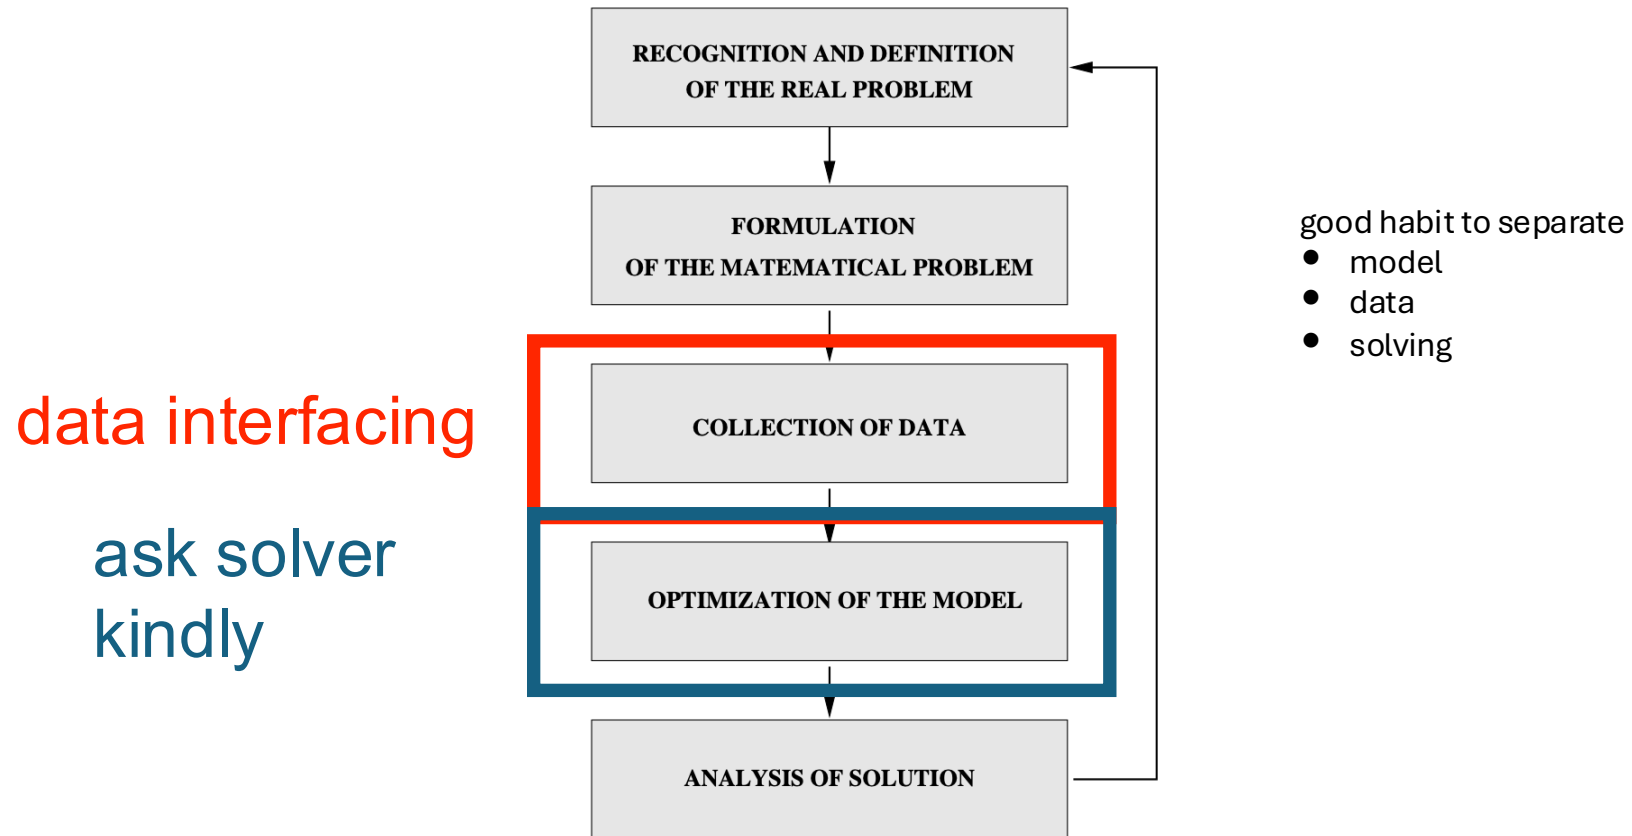 RECOGNITION AND DEFINITION
OF THE REAL PROBLEM
FORMULATION
OF THE MATEMATICAL PROBLEM
good habit to separate
● model
● data
● solving
data interfacing
COLLECTION OF DATA
ask solver
kindly
OPTIMIZATION OF THE MODEL
ANALYSIS OF SOLUTION